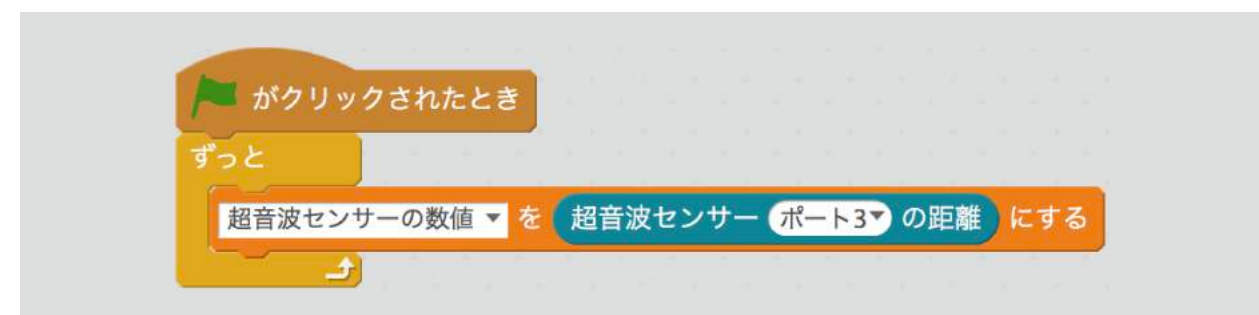 がクリックされたとき
ずっと
超音波センサーの数値 を 超音波センサー ポート3 の距離 にする